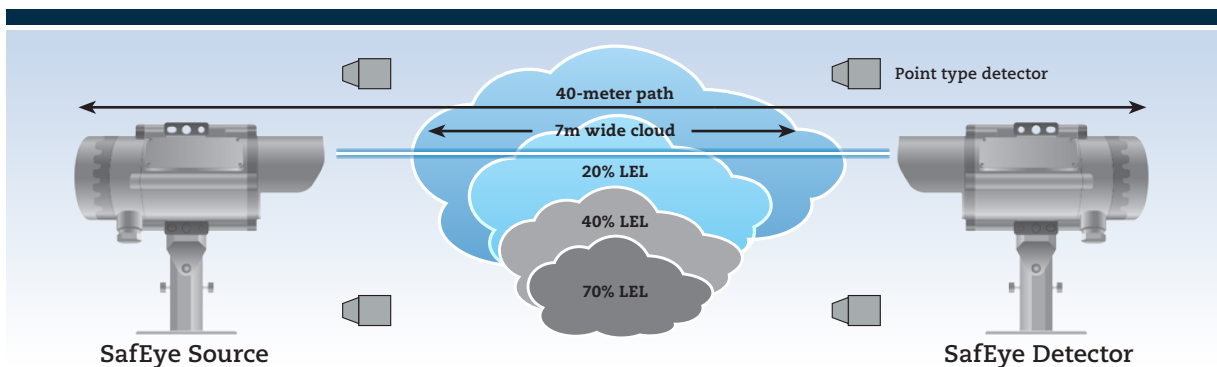 Point type detector
40-meter path
7m wide cloud
20% LEL
40% LEL
70% LEL
SafEye Source
SafEye Detector